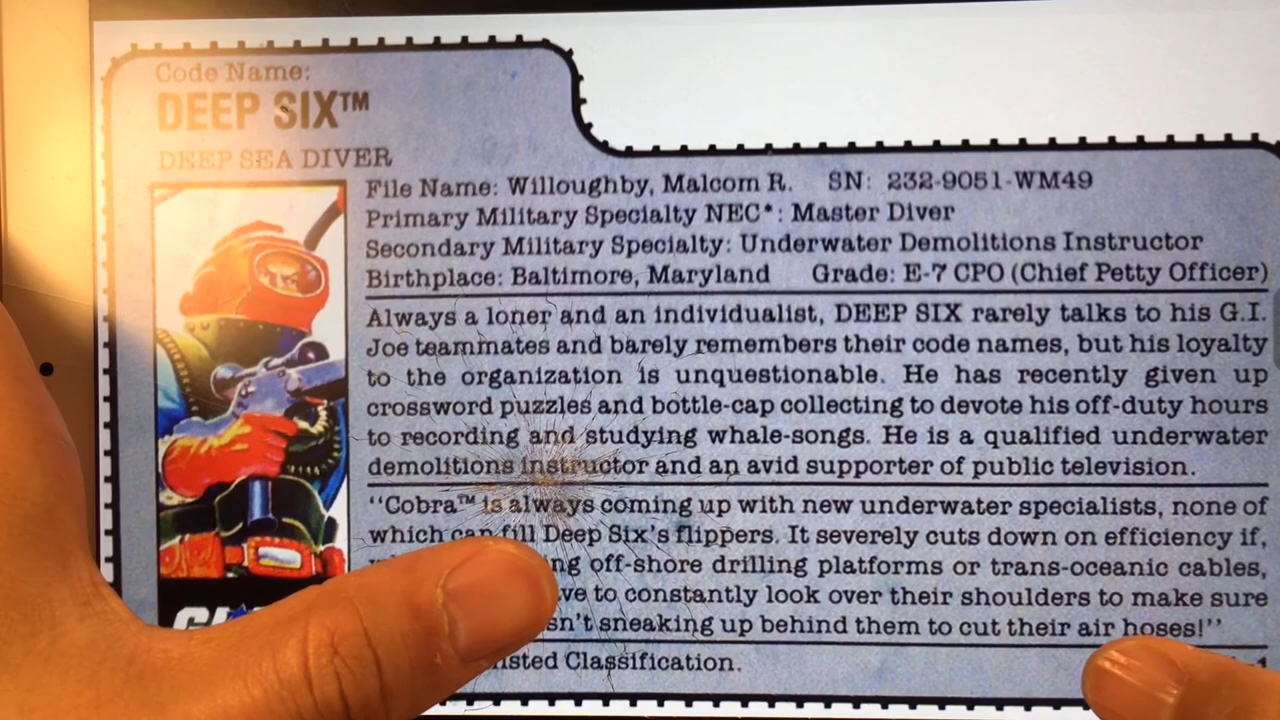 Code Name:
DEEP SIX™
DEEP SEA DIVER
File Name: Willoughby, Malcom R. SN: 232-9051-WM49
Primary Military Specialty NEC*: Master Diver
Secondary Military Specialty: Underwater Demolitions Instructor
Birthplace: Baltimore, Maryland Grade: E-7 CPO (Chief Petty Officer)
Always a loner and an individualist, DEEP SIX rarely talks to his G.I.
Joe teammates and barely remembers their code names, but his loyalty
to the organization is unquestionable. He has recently given up
crossword puzzles and bottle-cap collecting to devote his off-duty hours
to recording and studying whale-songs. He is a qualified underwater
demolitions instructor and an avid supporter of public television.
"Cobra™ is always coming up with new underwater specialists, none of
which can fill Deep Six's flippers. It severely cuts down on efficiency if,
off-shore drilling platforms or trans-oceanic cables,
to constantly look over their shoulders to make sure
sneaking up behind them to cut their air hoses!"
Classification.